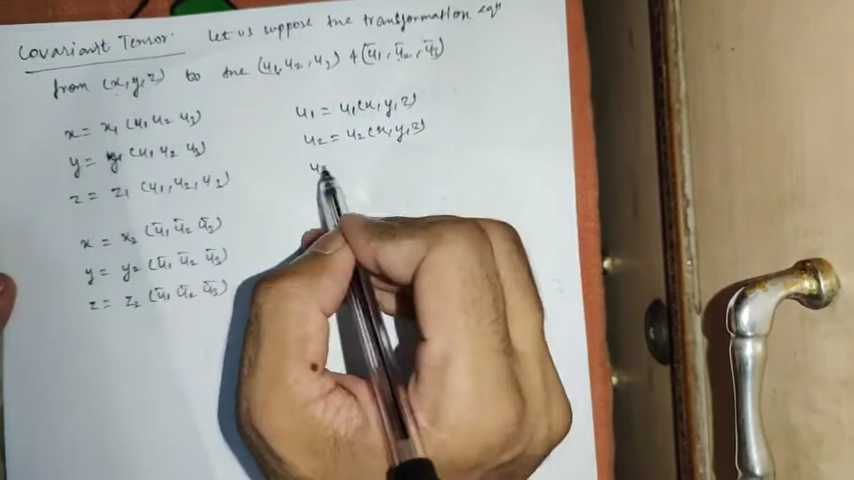 Covariant Tensor: Let us suppose the transformation eqn
from (x, y, z) to the (u1, u2, u3) & (ū1, ū2, ū3)
x = x1 (u1, u2, u3)
y = y1 (u1, u2, u3)
z = z1 (u1, u2, u3)
x = x2 (ū1, ū2, ū3)
y = y2 (ū1, ū2, ū3)
z = z2 (ū1, ū2, ū3)
u1 = u1(x, y, z)
u2 = u2(x, y, z)
u